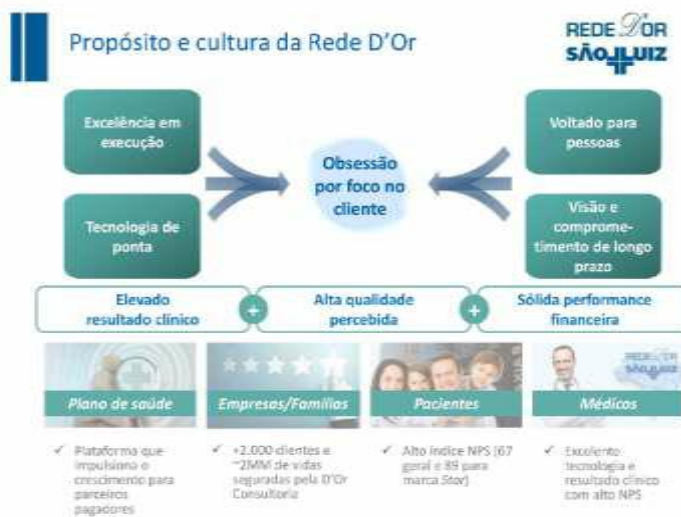 Propósito e cultura da Rede D'Or
REDE D'OR
SÃO LUIZ
Excelência em
execução
Voltado para
pessoas
Obsessão
por foco no
cliente
Tecnologia de
ponta
Visão e
comprome-
timento de longo
prazo
Elevado
resultado clínico
+
Alta qualidade
percebida
+
Sólida performance
financeira
REDE D'OR
SÃO LUIZ
Plano de saúde
Empresas/Famílias
Pacientes
Médicos
✓ Plataforma que
impulsiona o
crescimento para
parceiros
pagadores
✓ +2.000 clientes e
~2MM de vidas
seguradas pela D'Or
Consultoria
✓ Alto índice NPS (67
geral e 89 para
marca Star)
✓ Excelente
tecnologia e
resultado clínico
com alto NPS